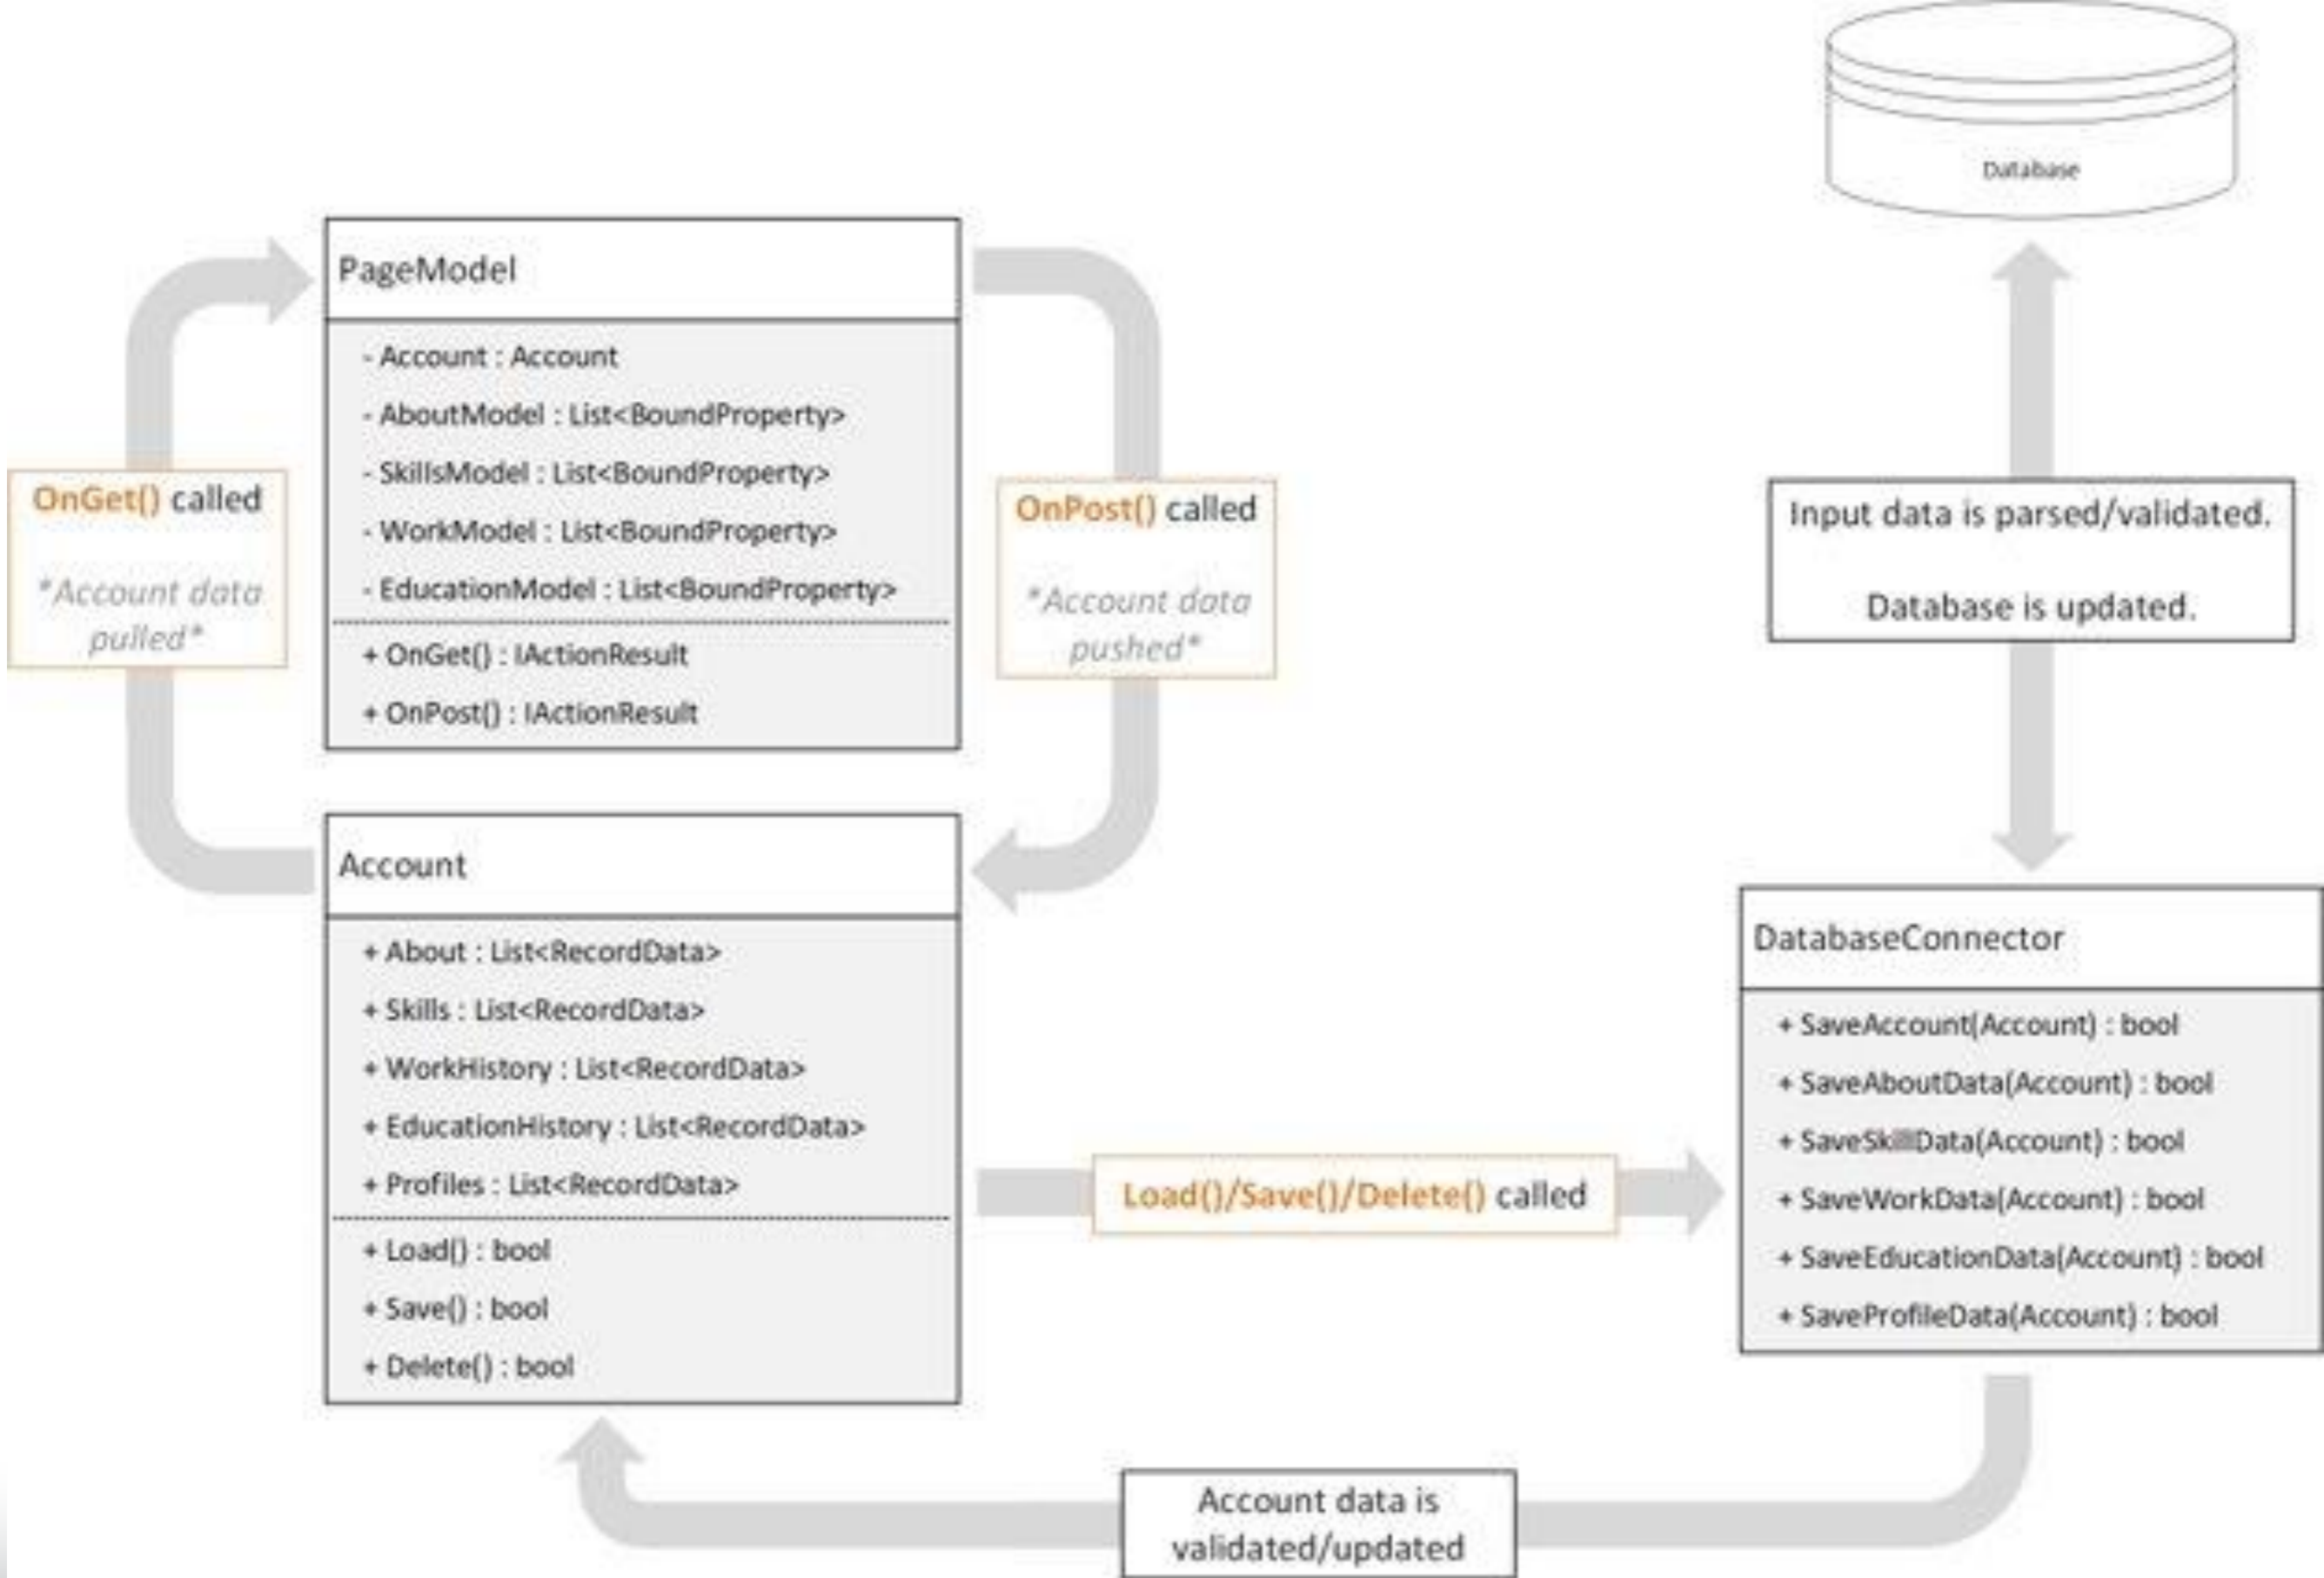 Database
PageModel
- Account : Account
- AboutModel : List<BoundProperty>
- SkillsModel : List<BoundProperty>
- WorkModel : List<BoundProperty>
- EducationModel : List<BoundProperty>
+ OnGet() : IActionResult
+ OnPost() : IActionResult
OnGet() called
*Account data
pulled*
OnPost() called
*Account data
pushed*
Input data is parsed/validated.
Database is updated.
Account
+ About : List<RecordData>
+ Skills : List<RecordData>
+ WorkHistory : List<RecordData>
+ EducationHistory : List<RecordData>
+ Profiles : List<RecordData>
+ Load() : bool
+ Save() : bool
+ Delete() : bool
Load()/Save()/Delete() called
DatabaseConnector
+ SaveAccount(Account) : bool
+ SaveAboutData(Account) : bool
+ SaveSkillData(Account) : bool
+ SaveWorkData(Account) : bool
+ SaveEducationData(Account) : bool
+ SaveProfileData(Account) : bool
Account data is
validated/updated